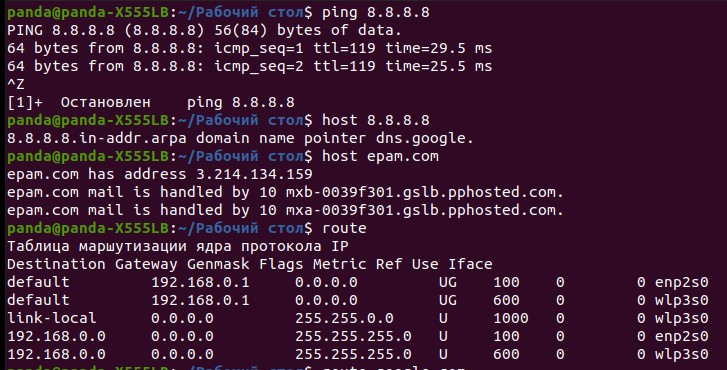 panda@panda-X555LB:~/Рабочий стол$ ping 8.8.8.8
PING 8.8.8.8 (8.8.8.8) 56(84) bytes of data.
64 bytes from 8.8.8.8: icmp_seq=1 ttl=119 time=29.5 ms
64 bytes from 8.8.8.8: icmp_seq=2 ttl=119 time=25.5 ms
^Z
[1]+  Остановлен    ping 8.8.8.8
panda@panda-X555LB:~/Рабочий стол$ host 8.8.8.8
8.8.8.8.in-addr.arpa domain name pointer dns.google.
panda@panda-X555LB:~/Рабочий стол$ host epam.com
epam.com has address 3.214.134.159
epam.com mail is handled by 10 mxb-0039f301.gslb.pphosted.com.
epam.com mail is handled by 10 mxa-0039f301.gslb.pphosted.com.
panda@panda-X555LB:~/Рабочий стол$ route
Таблица маршутизации ядра протокола IP
Destination Gateway Genmask Flags Metric Ref Use Iface
default         192.168.0.1     0.0.0.0         UG    100    0        0 enp2s0
default         192.168.0.1     0.0.0.0         UG    600    0        0 wlp3s0
link-local      0.0.0.0         255.255.0.0     U     1000   0        0 wlp3s0
192.168.0.0     0.0.0.0         255.255.255.0   U     100    0        0 enp2s0
192.168.0.0     0.0.0.0         255.255.255.0   U     600    0        0 wlp3s0